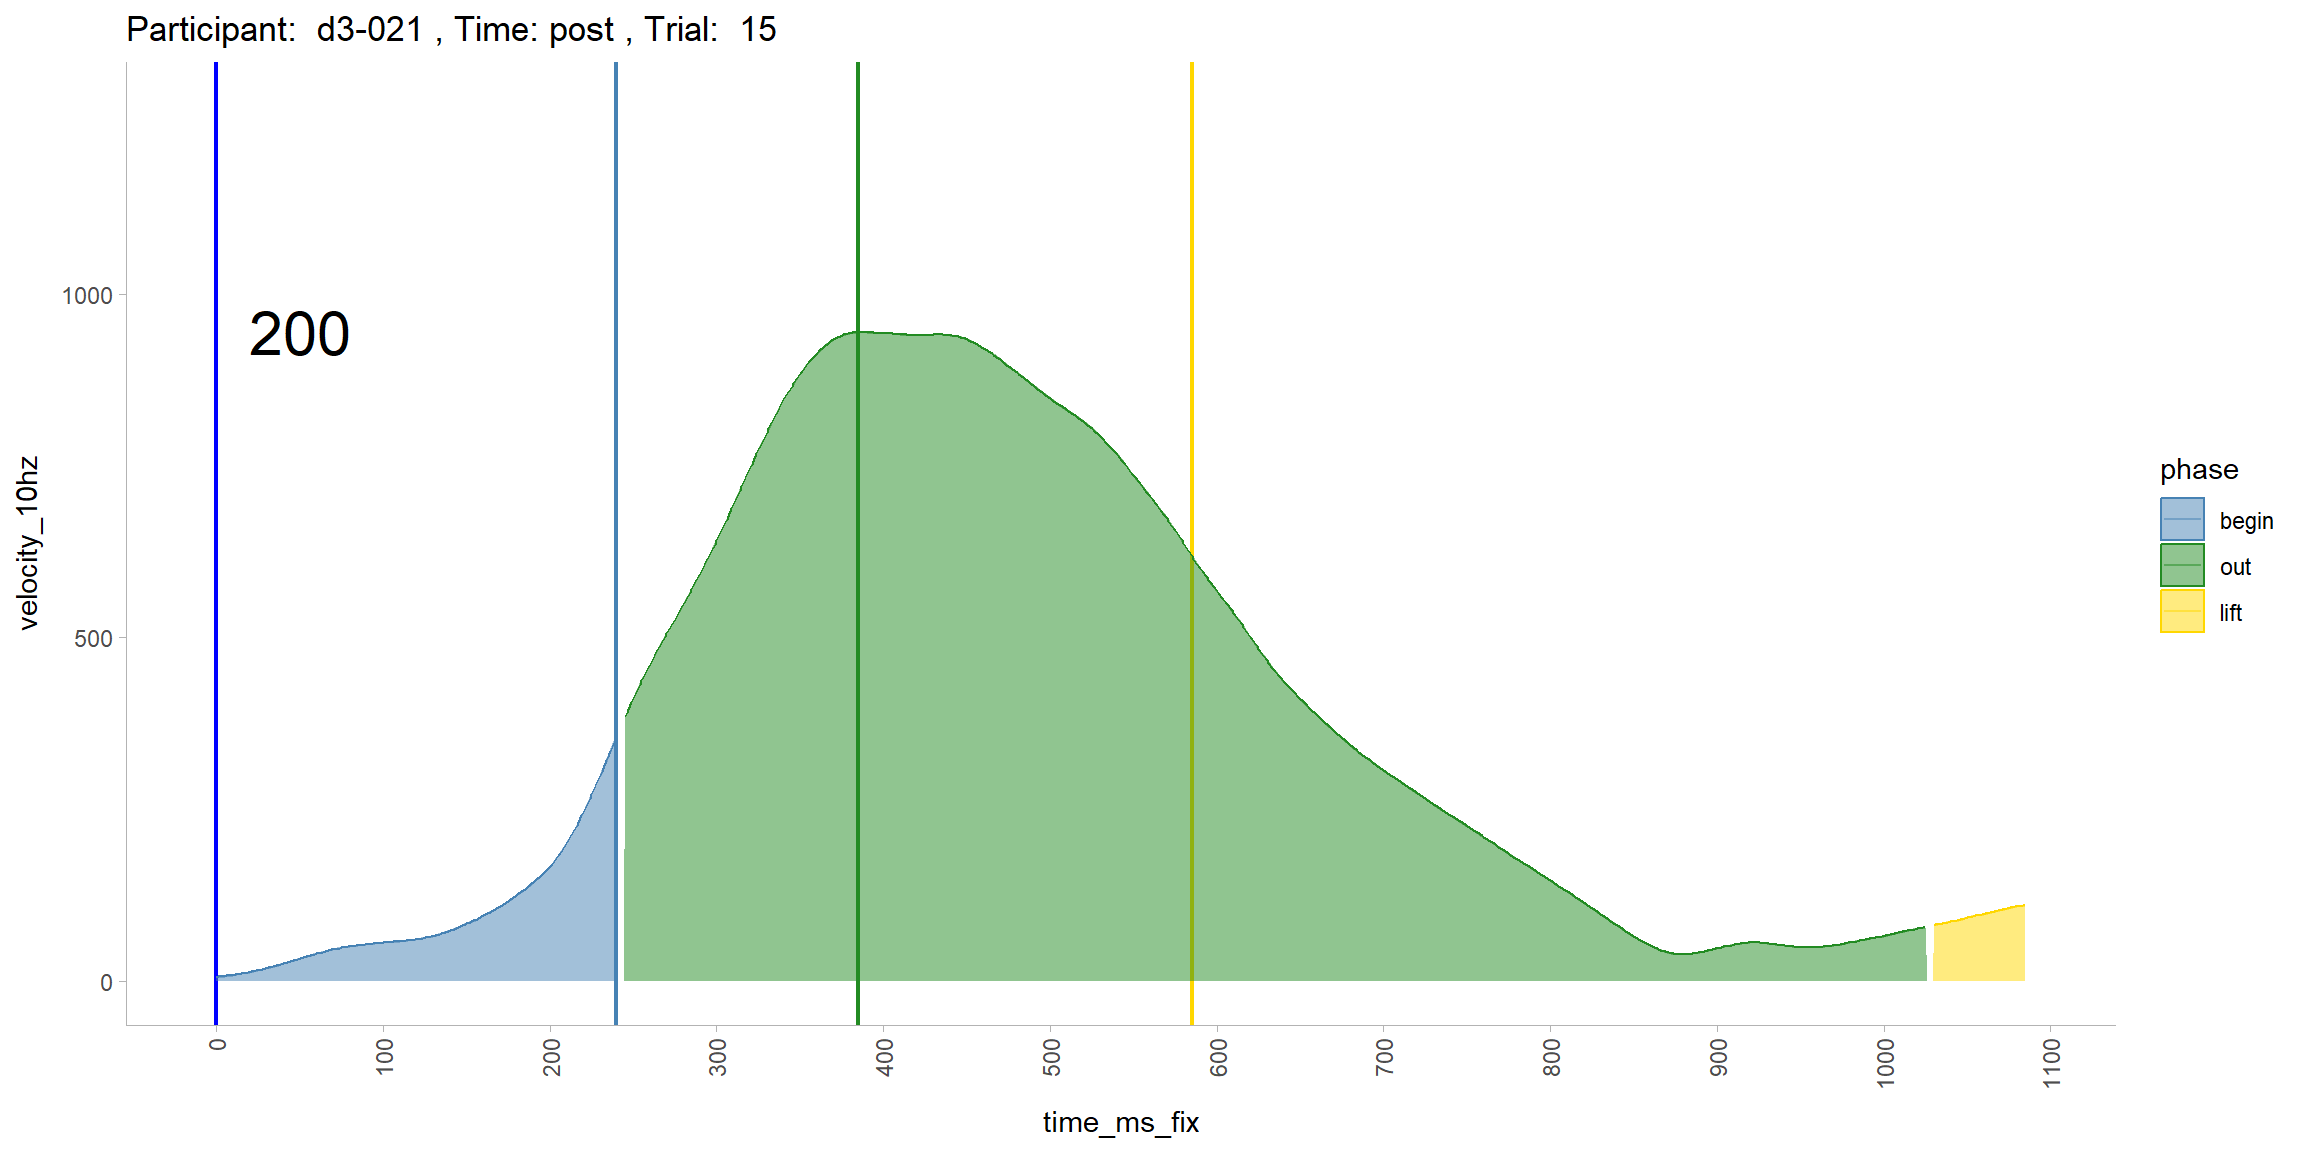 Participant:  d3-021 , Time: post , Trial:  15
velocity_10hz
1000
500
0
200
0
100
200
300
400
500
600
700
800
900
1000
1100
time_ms_fix
phase
begin
out
lift